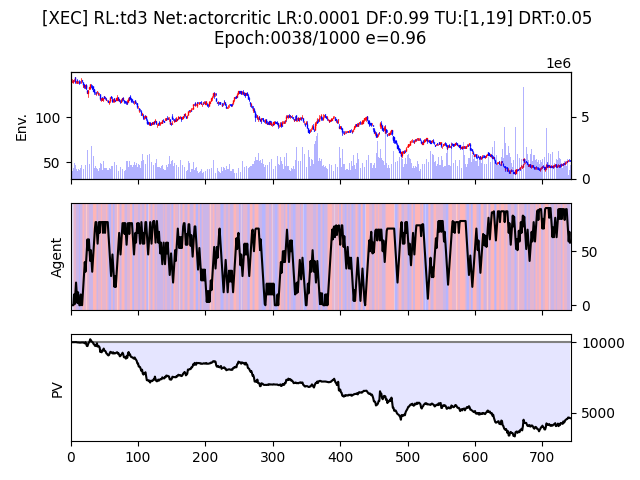 [XEC] RL:td3 Net:actorcritic LR:0.0001 DF:0.99 TU:[1,19] DRT:0.05
Epoch:0038/1000 e=0.96
1e6
Env.
100
50
5
0
Agent
50
0
PV
10000
5000
0 100 200 300 400 500 600 700